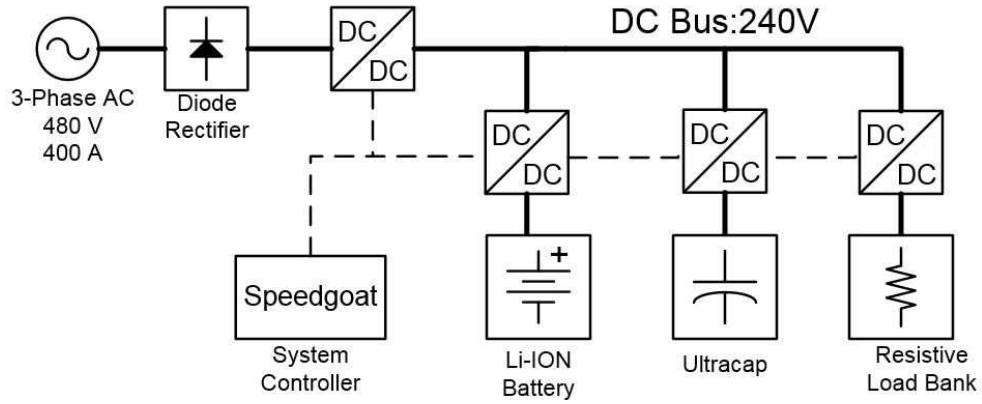 DC Bus:240V
DC
DC
3-Phase AC
480 V
400 A
Diode
Rectifier
DC
DC
DC
DC
DC
DC
Speedgoat
+
System
Controller
Li-ION
Battery
Ultracap
Resistive
Load Bank